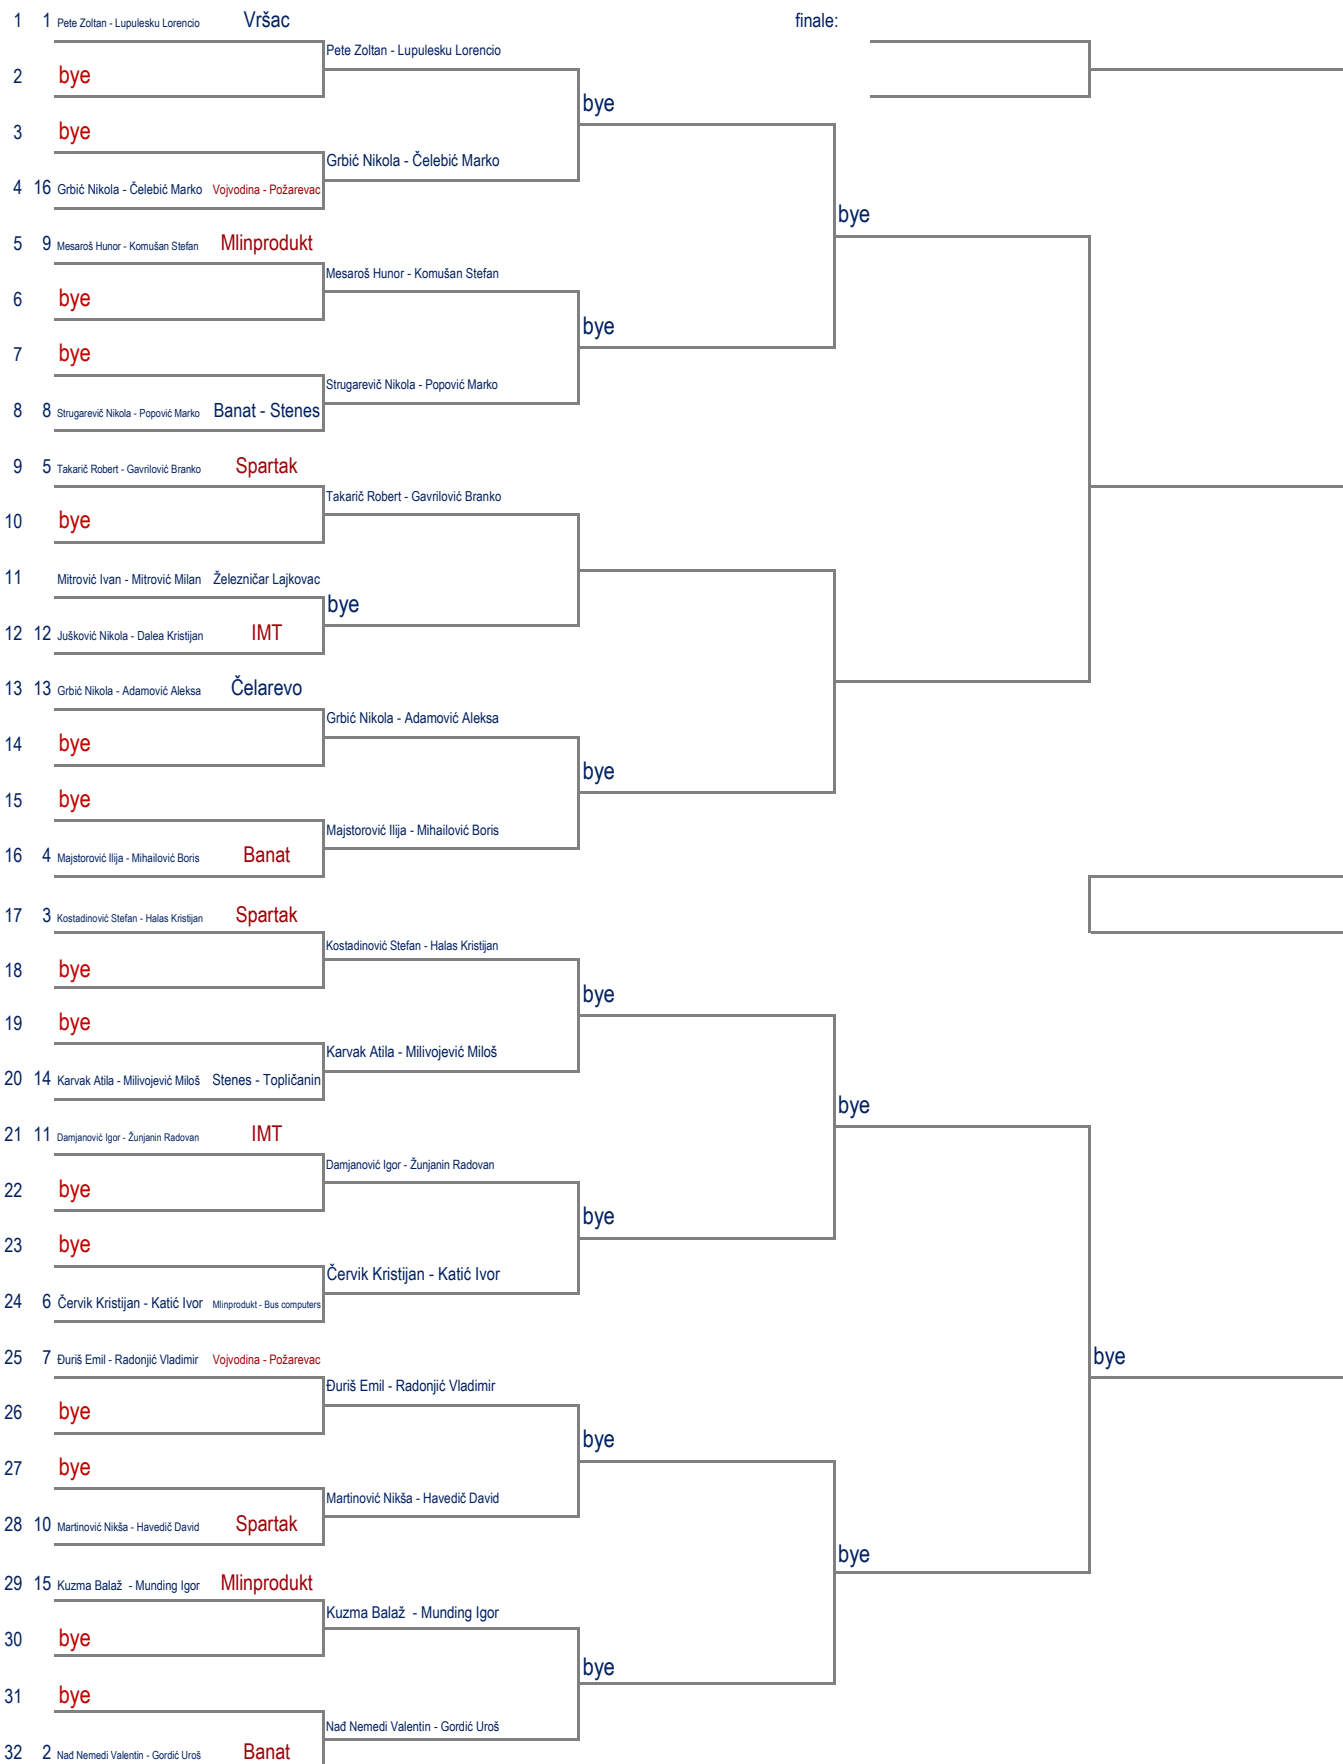 1 1 Pete Zoltan - Lupulesku Lorencio Vršac finale:
Pete Zoltan - Lupulesku Lorencio
2 bye
bye
3 bye
Grbić Nikola - Čelebić Marko
4 16 Grbić Nikola - Čelebić Marko Vojvodina - Požarevac
bye
5 9 Mesaroš Hunor - Komušan Stefan Mlinprodukt
Mesaroš Hunor - Komušan Stefan
6 bye
bye
7 bye
Strugarevič Nikola - Popović Marko
8 8 Strugarevič Nikola - Popović Marko Banat - Stenes
9 5 Takarič Robert - Gavrilović Branko Spartak
Takarič Robert - Gavrilović Branko
10 bye
11 Mitrović Ivan - Mitrović Milan Železničar Lajkovac
bye
12 12 Jušković Nikola - Dalea Kristijan IMT
13 13 Grbić Nikola - Adamović Aleksa Čelarevo
Grbić Nikola - Adamović Aleksa
14 bye
bye
15 bye
Majstorović Ilija - Mihailović Boris
16 4 Majstorović Ilija - Mihailović Boris Banat
17 3 Kostadinović Stefan - Halas Kristijan Spartak
Kostadinović Stefan - Halas Kristijan
18 bye
bye
19 bye
Karvak Atila - Milivojević Miloš
20 14 Karvak Atila - Milivojević Miloš Stenes - Topličanin
bye
21 11 Damjanović Igor - Žunjanin Radovan IMT
Damjanović Igor - Žunjanin Radovan
22 bye
bye
23 bye
Červik Kristijan - Katić Ivor
24 6 Červik Kristijan - Katić Ivor Mlinprodukt - Bus computers
25 7 Đuriš Emil - Radonjić Vladimir Vojvodina - Požarevac bye
Đuriš Emil - Radonjić Vladimir
26 bye
bye
27 bye
Martinović Nikša - Havedič David
28 10 Martinović Nikša - Havedič David Spartak
bye
29 15 Kuzma Balaž - Munding Igor Mlinprodukt
Kuzma Balaž - Munding Igor
30 bye
bye
31 bye
Nađ Nemedi Valentin - Gordić Uroš
32 2 Nađ Nemedi Valentin - Gordić Uroš Banat